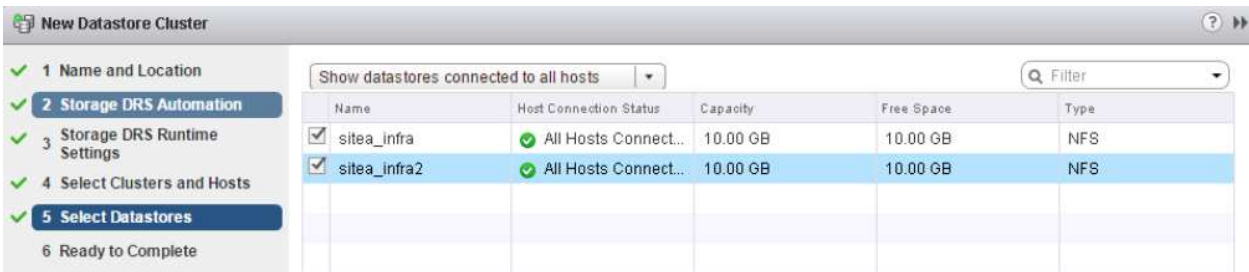 New Datastore Cluster
?
1 Name and Location
2 Storage DRS Automation
3 Storage DRS Runtime
Settings
4 Select Clusters and Hosts
5 Select Datastores
6 Ready to Complete
Show datastores connected to all hosts
Filter
Name Host Connection Status Capacity Free Space Type
sitea_infra All Hosts Connect... 10.00 GB 10.00 GB NFS
sitea_infra2 All Hosts Connect... 10.00 GB 10.00 GB NFS